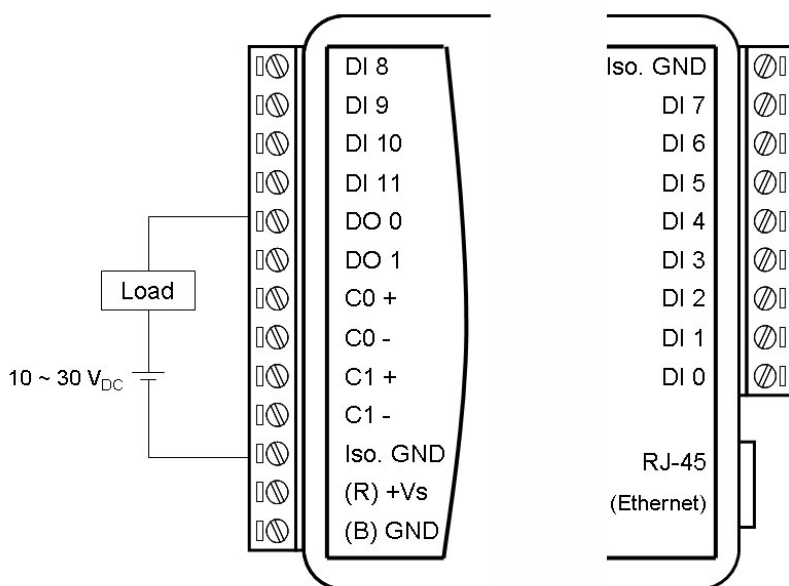 DI 8
DI 9
DI 10
DI 11
DO 0
DO 1
C0 +
C0 -
C1 +
C1 -
Iso. GND
(R) +Vs
(B) GND
Load
10 ~ 30 VDC
Iso. GND
DI 7
DI 6
DI 5
DI 4
DI 3
DI 2
DI 1
DI 0
RJ-45
(Ethernet)